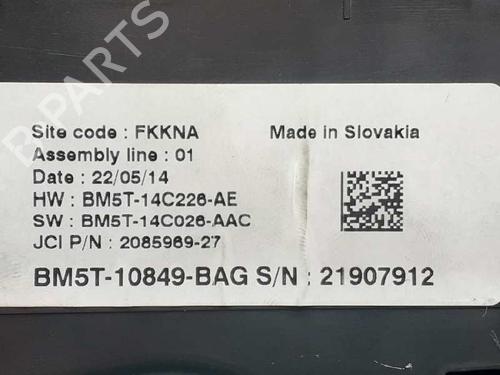 B-PARTS
Site code : FKKNA
Made in Slovakia
Assembly line : 01
Date : 22/05/14
HW : BM5T-14C226-AE
SW : BM5T-14C026-AAC
JCI P/N : 2085969-27
BM5T-10849-BAG S/N : 21907912